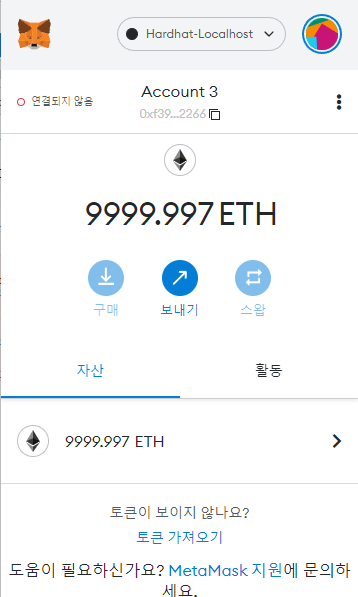 Hardhat-Localhost
연결되지 않음
Account 3
0xf39...2266
9999.997 ETH
구매
보내기
스왑
자산
활동
9999.997 ETH
토큰이 보이지 않나요?
토큰 가져오기
도움이 필요하신가요? MetaMask 지원에 문의하
세요.